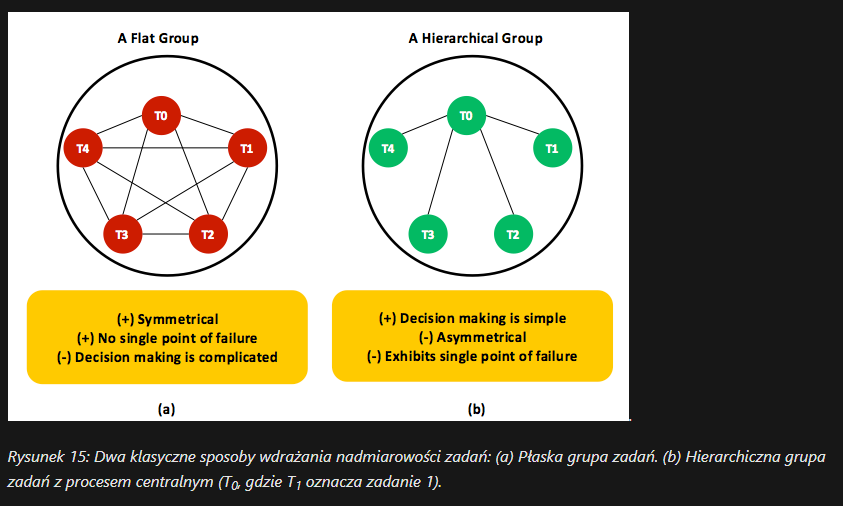 A Flat Group
A Hierarchical Group
T0
T4
T1
T3
T2
T0
T4
T1
T3
T2
(+) Symmetrical
(+) No single point of failure
(-) Decision making is complicated
(+) Decision making is simple
(-) Asymmetrical
(-) Exhibits single point of failure
(a)
(b)
Rysunek 15: Dwa klasyczne sposoby wdrażania nadmiarowości zadań: (a) Płaska grupa zadań. (b) Hierarchiczna grupa
zadań z procesem centralnym (T0, gdzie T1 oznacza zadanie 1).